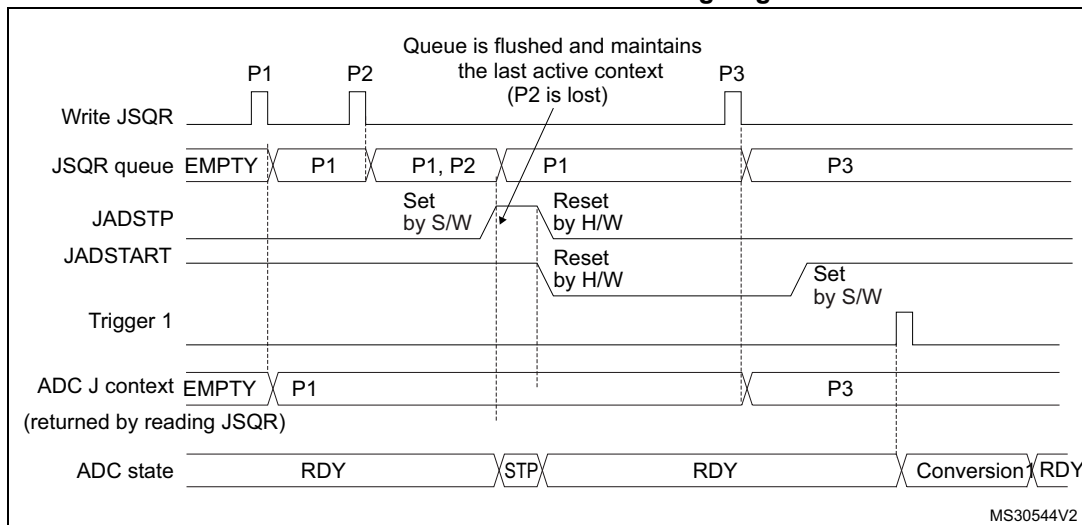 Queue is flushed and maintains
the last active context
(P2 is lost)
P1 P2 P3
Write JSQR
JSQR queue EMPTY P1 P1, P2 P1 P3
Set
by S/W
Reset
by H/W
JADSTP
JADSTART
Reset
by H/W
Set
by S/W
Trigger 1
ADC J context EMPTY P1 P3
(returned by reading JSQR)
ADC state RDY STP RDY Conversion1 RDY
MS30544V2